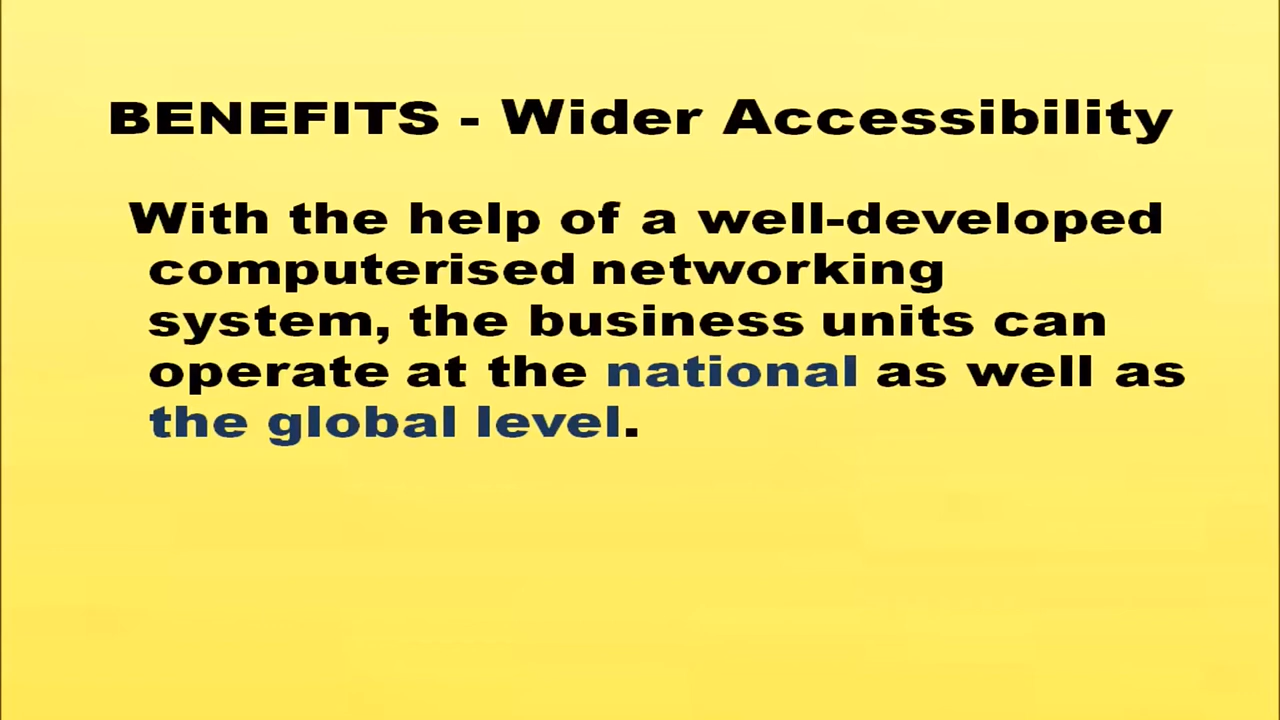 BENEFITS - Wider Accessibility
With the help of a well-developed
computerised networking
system, the business units can
operate at the national as well as
the global level.